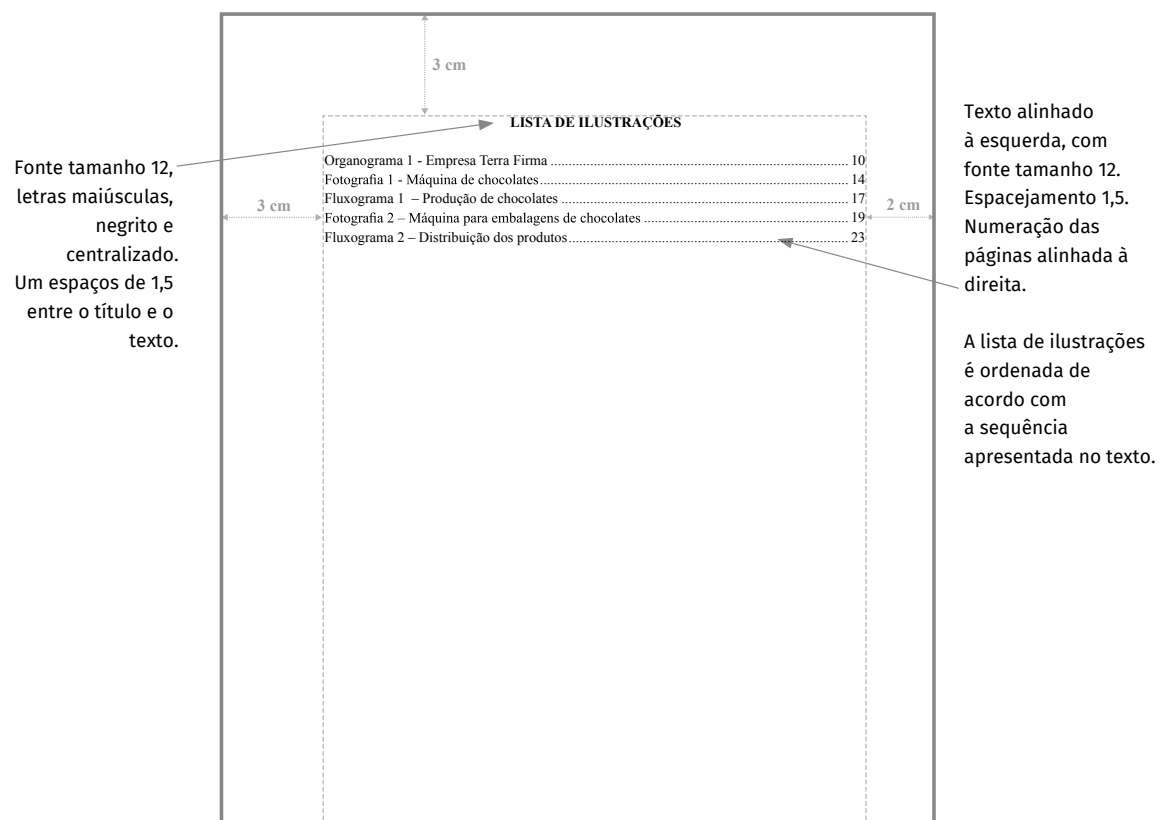 3 cm
LISTA DE ILUSTRAÇÕES
Organograma 1 - Empresa Terra Firma ........................................ 10
Fotografia 1 - Máquina de chocolates........................................ 14
Fluxograma 1  – Produção de chocolates ........................................ 17
Fotografia 2 – Máquina para embalagens de chocolates ........................................ 19
Fluxograma 2 – Distribuição dos produtos........................................ 23
3 cm
2 cm
Fonte tamanho 12,
letras maiúsculas,
negrito e
centralizado.
Um espaços de 1,5
entre o título e o
texto.
Texto alinhado
à esquerda, com
fonte tamanho 12.
Espacejamento 1,5.
Numeração das
páginas alinhada à
direita.
A lista de ilustrações
é ordenada de
acordo com
a sequência
apresentada no texto.